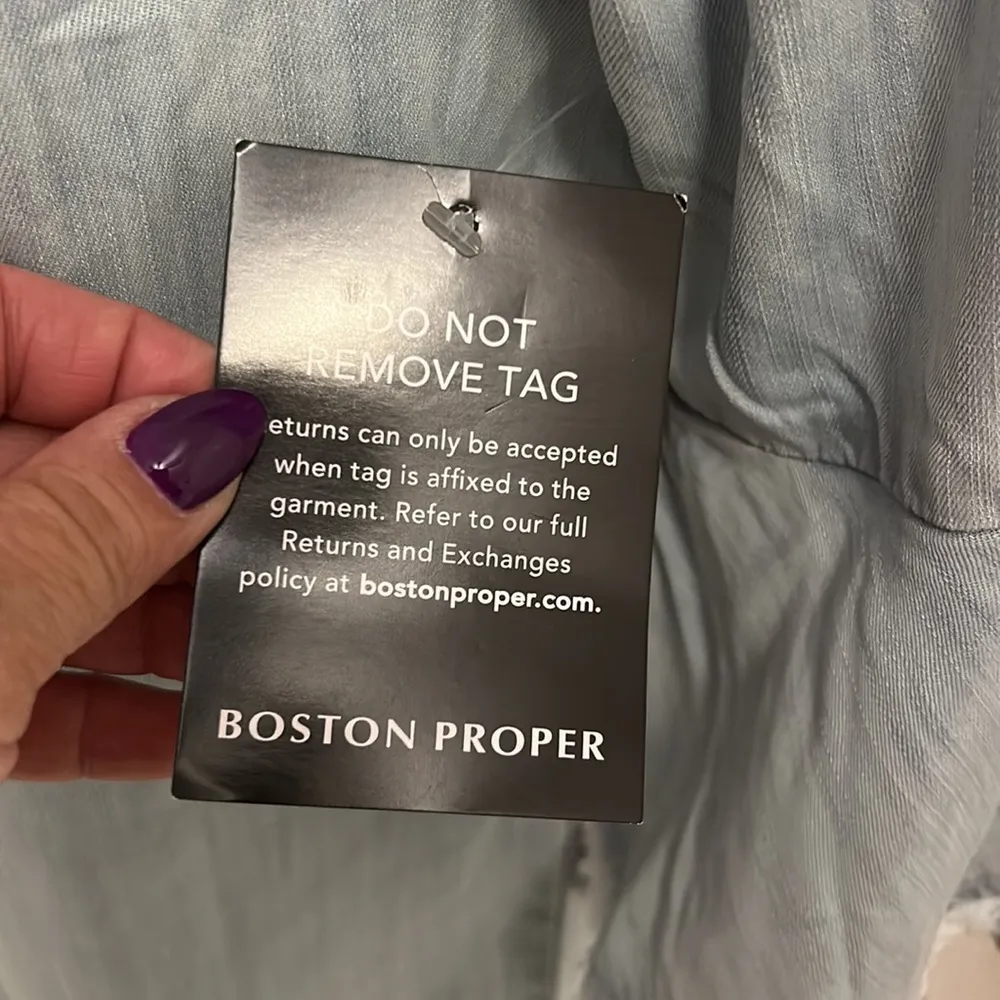 DO NOT
REMOVE TAG
eturns can only be accepted
when tag is affixed to the
garment. Refer to our full
Returns and Exchanges
policy at bostonproper.com.
BOSTON PROPER